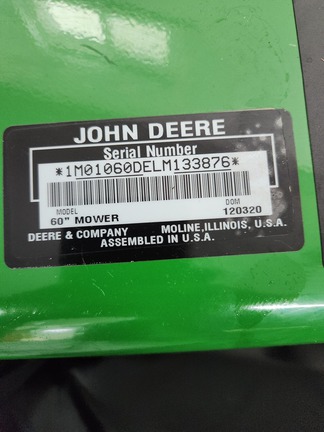 JOHN DEERE
Serial Number
*1M01060DELM133876*
MODEL DOM
60" MOWER 120320
DEERE & COMPANY MOLINE, ILLINOIS, U.S.A.
ASSEMBLED IN U.S.A.